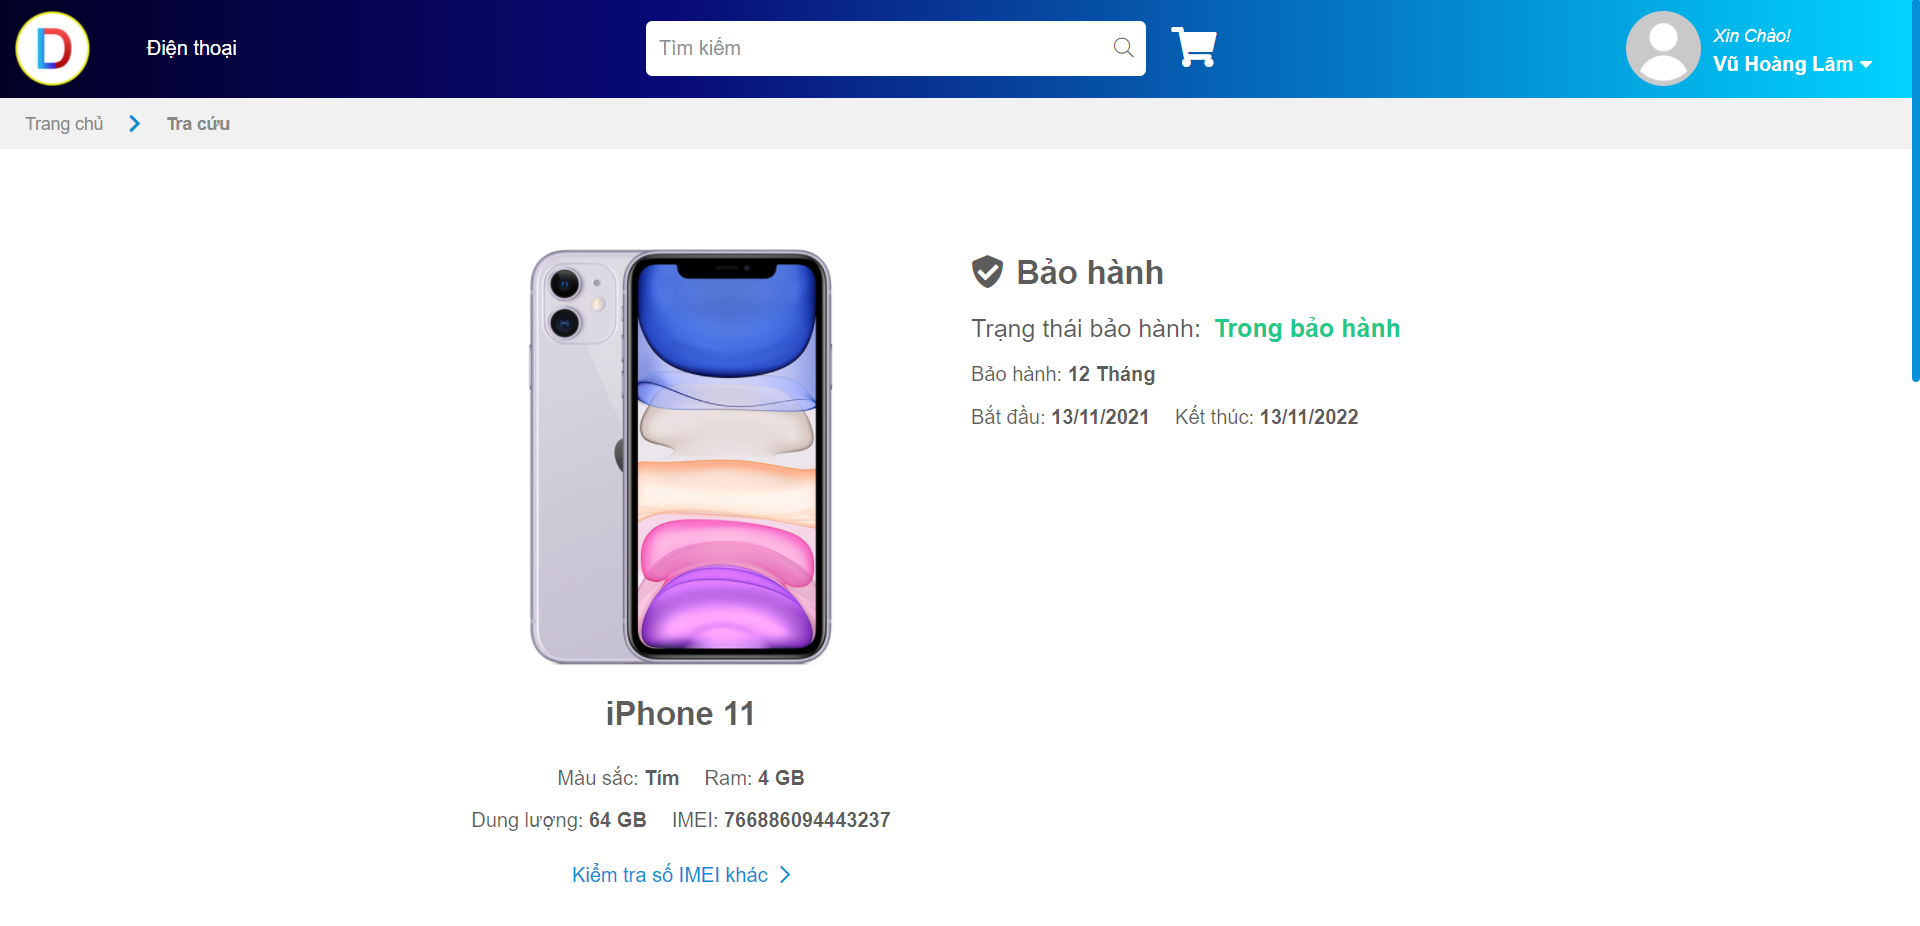 D
Điện thoại
Tìm kiếm
Xin Chào!
Vũ Hoàng Lâm
Trang chủ
Tra cứu
Bảo hành
Trạng thái bảo hành: Trong bảo hành
Bảo hành: 12 Tháng
Bắt đầu: 13/11/2021 Kết thúc: 13/11/2022
iPhone 11
Màu sắc: Tím Ram: 4 GB
Dung lượng: 64 GB IMEI: 766886094443237
Kiểm tra số IMEI khác